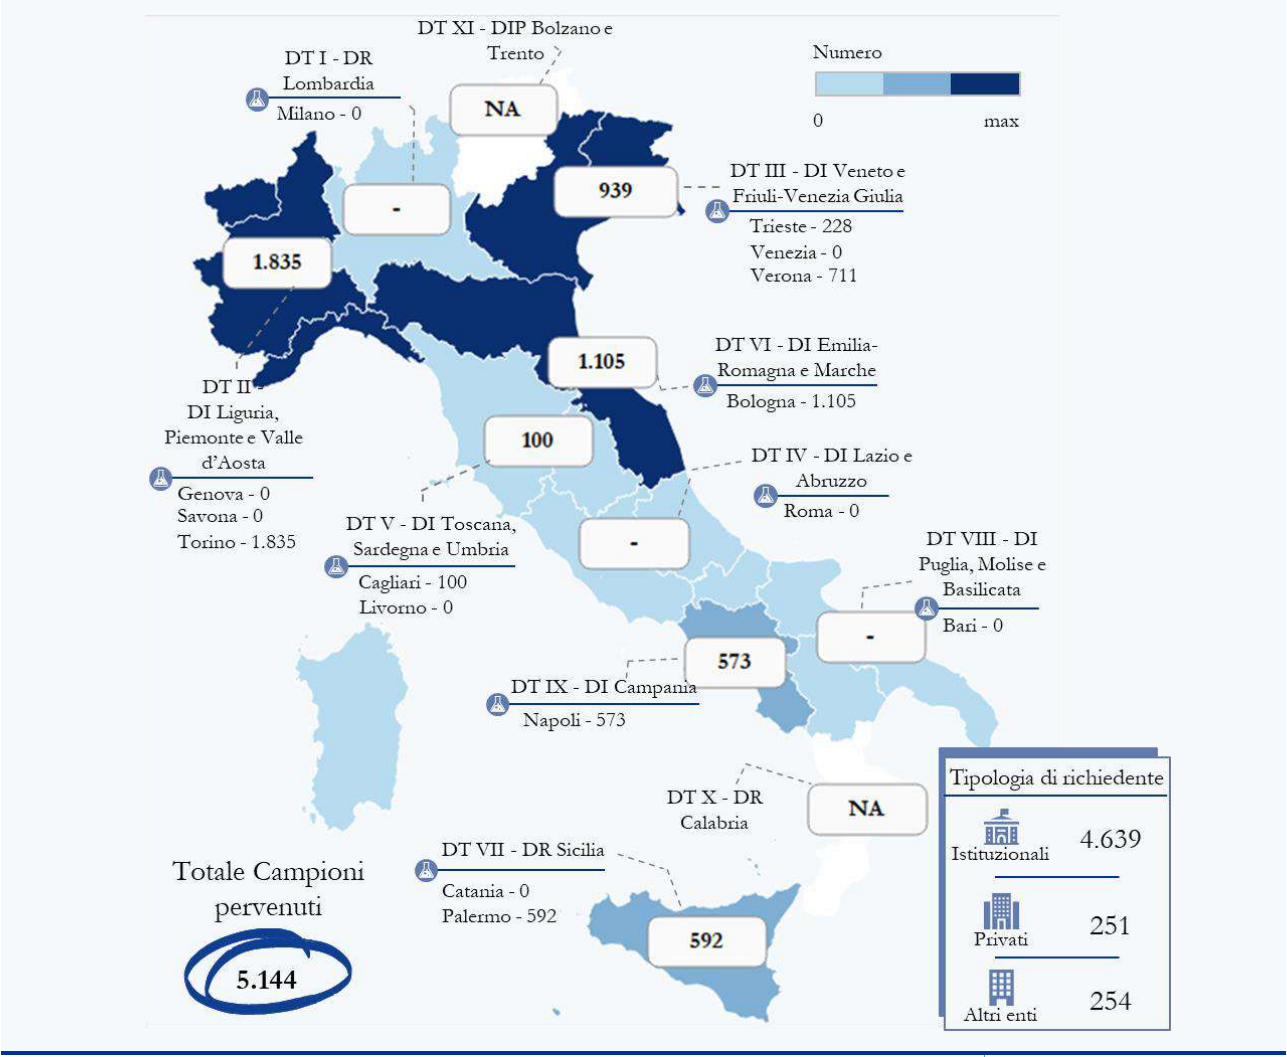 DT XI - DIP Bolzano e
Trento
NA
DT I - DR
Lombardia
Milano - 0
-
Numero
0 max
DT III - DI Veneto e
Friuli-Venezia Giulia
Trieste - 228
Venezia - 0
Verona - 711
939
1.835
DT II -
DI Liguria,
Piemonte e Valle
d'Aosta
Genova - 0
Savona - 0
Torino - 1.835
1.105
DT VI - DI Emilia-
Romagna e Marche
Bologna - 1.105
100
DT V - DI Toscana,
Sardegna e Umbria
Cagliari - 100
Livorno - 0
DT IV - DI Lazio e
Abruzzo
Roma - 0
-
DT VIII - DI
Puglia, Molise e
Basilicata
Bari - 0
-
573
DT IX - DI Campania
Napoli - 573
DT X - DR
Calabria
NA
DT VII - DR Sicilia
Catania - 0
Palermo - 592
592
Totale Campioni
pervenuti
5.144
Tipologia di richiedente
Istituzionali 4.639
Privati 251
Altri enti 254